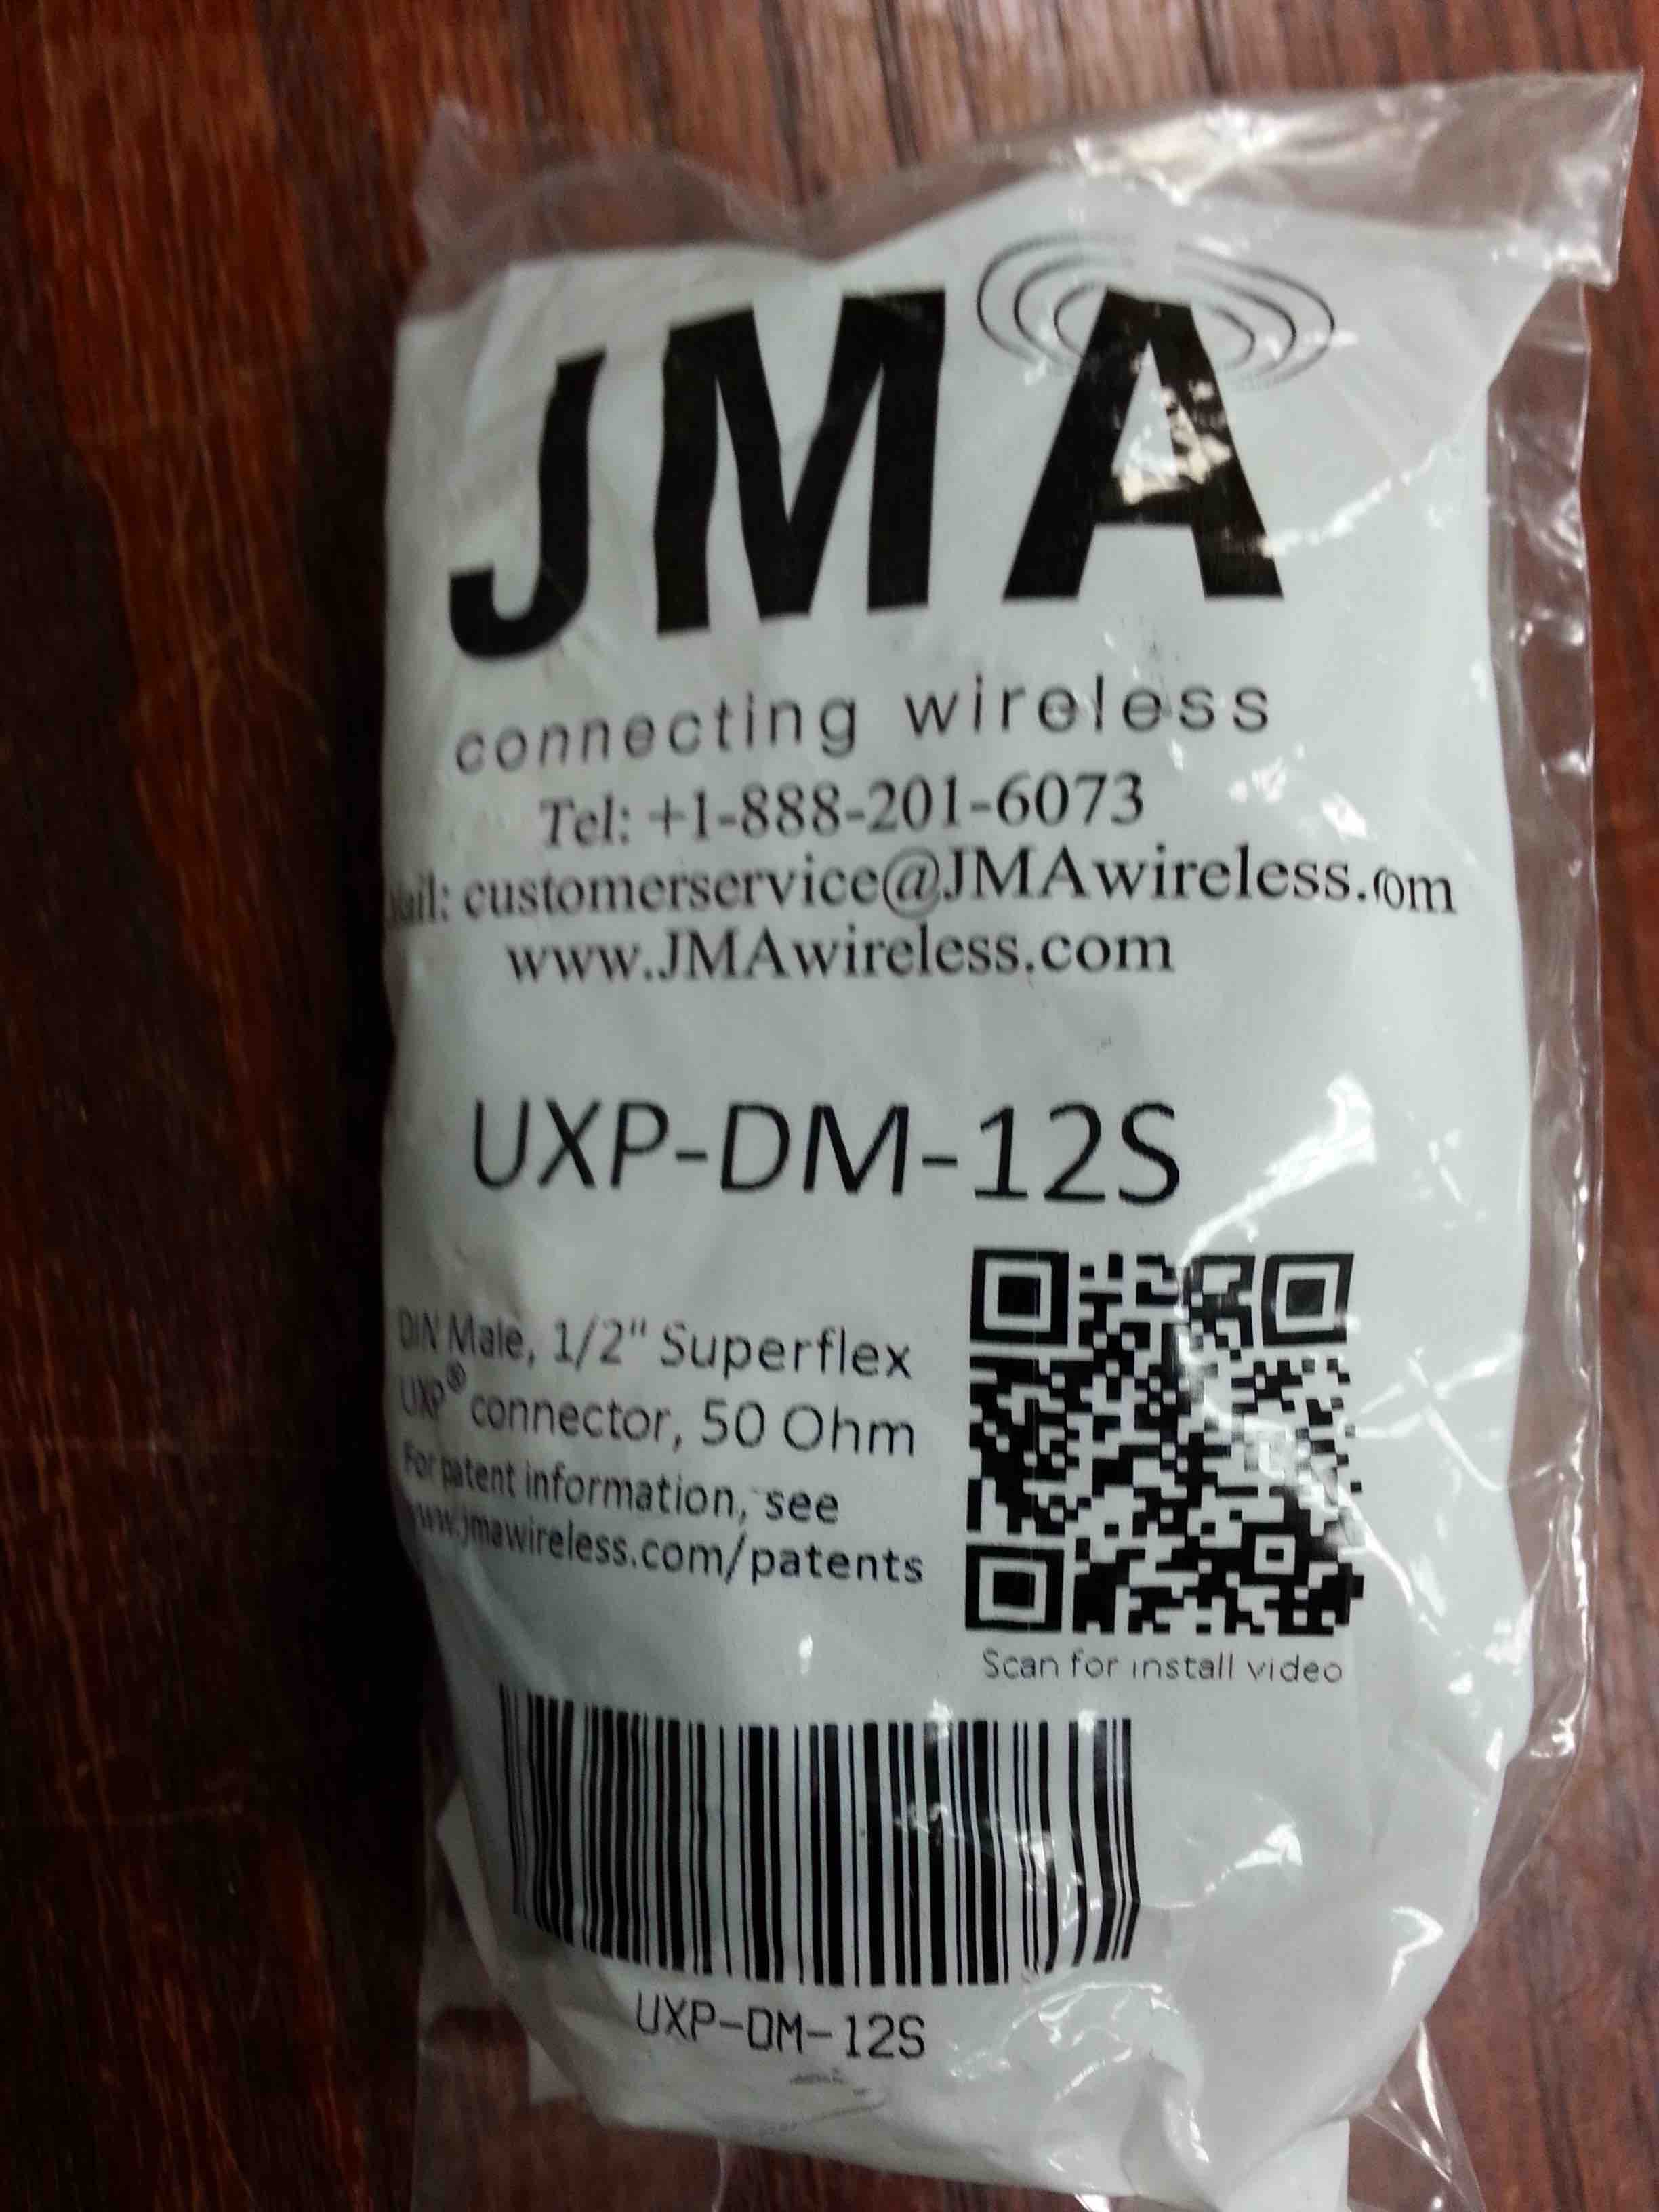 JMA
connecting wireless
Tel: +1-888-201-6073
customerservice@JMAwireless.com
www.JMAwireless.com
UXP-DM-12S
DIN Male, 1/2" Superflex
UXP® connector, 50 Ohm
For patent information, see
www.jmawireless.com/patents
Scan for install video
UXP-DM-12S